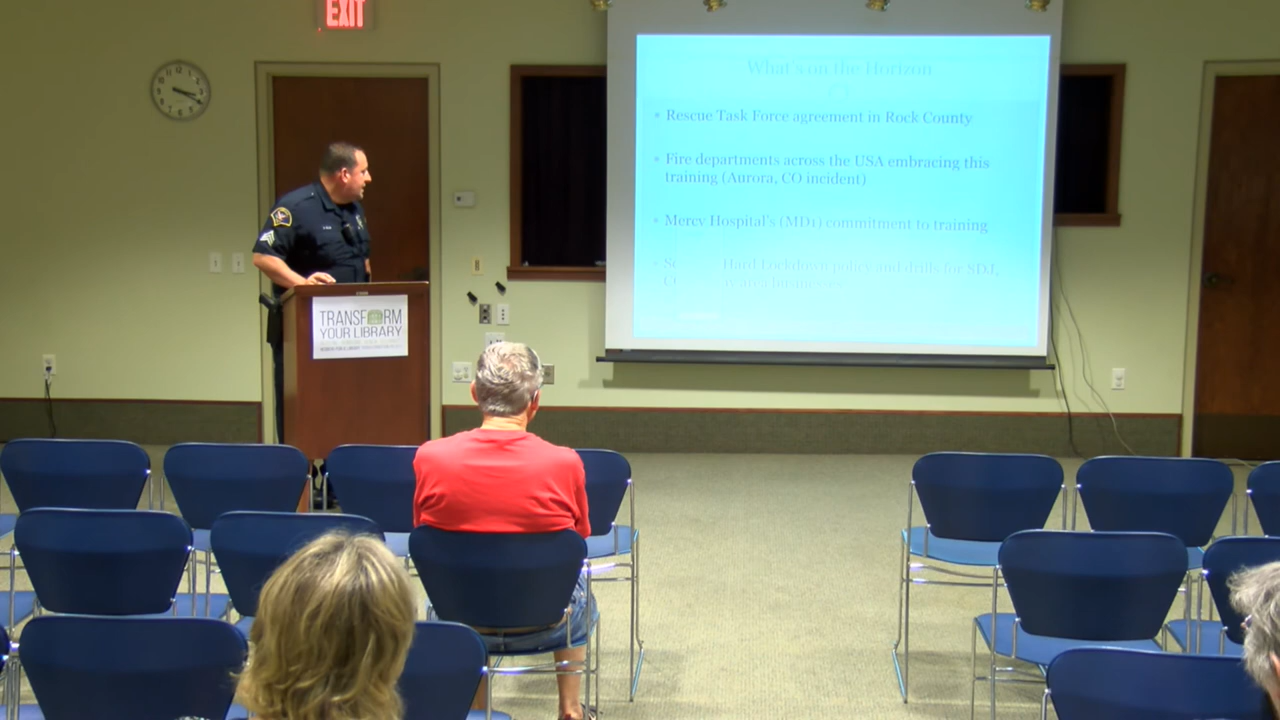 EXIT
What's on the Horizon
Rescue Task Force agreement in Rock County
Fire departments across the USA embracing this
training (Aurora, CO incident)
Mercy Hospital's (MD1) commitment to training
Hard Lockdown policy and drills for SDJ,
area businesses
TRANSFORM
YOUR LIBRARY